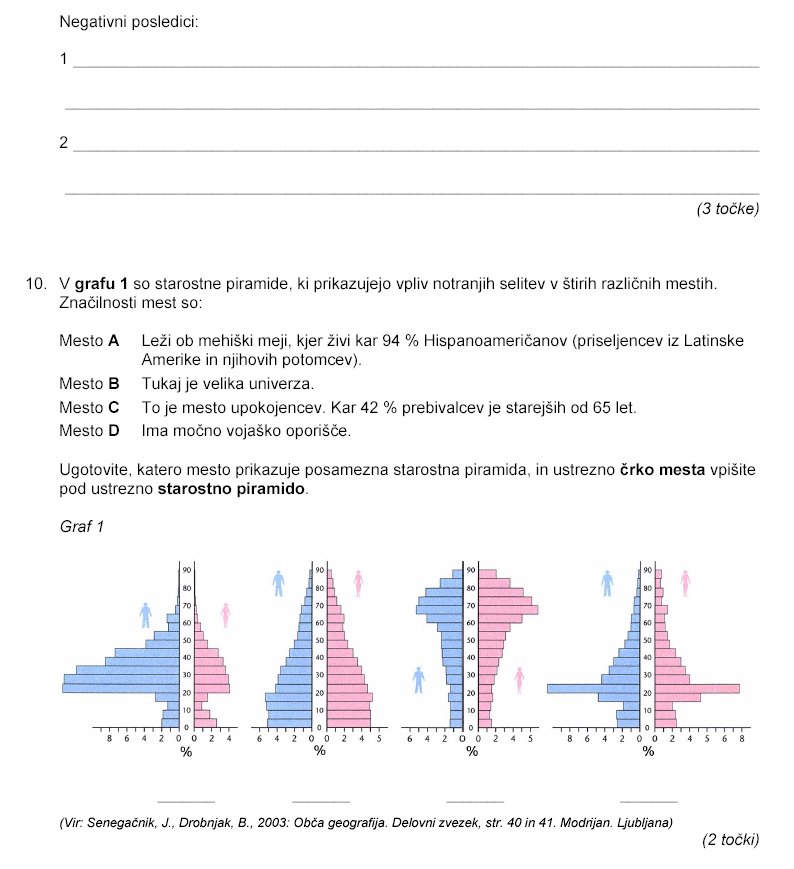 Negativni posledici:
1
2
(3 točke)
10. V grafu 1 so starostne piramide, ki prikazujejo vpliv notranjih selitev v štirih različnih mestih.
Značilnosti mest so:
Mesto A Leži ob mehiški meji, kjer živi kar 94 % Hispanoameričanov (priseljencev iz Latinske
Amerike in njihovih potomcev).
Mesto B Tukaj je velika univerza.
Mesto C To je mesto upokojencev. Kar 42 % prebivalcev je starejših od 65 let.
Mesto D Ima močno vojaško oporišče.
Ugotovite, katero mesto prikazuje posamezna starostna piramida, in ustrezno črko mesta vpišite
pod ustrezno starostno piramido.
Graf 1
90 90 90 90
80 80 80 80
70 70 70 70
60 60 60 60
50 50 50 50
40 40 40 40
30 30 30 30
20 20 20 20
10 10 10 10
0 0 0 0
8 6 4 2 0 0 2 4 6 4 2 0 0 2 4 5 6 4 2 0 0 2 4 5 8 6 4 2 0 0 2 4 5 6 8
% % % %
(Vir: Senegačnik, J., Drobnjak, B., 2003: Obča geografija. Delovni zvezek, str. 40 in 41. Modrijan. Ljubljana)
(2 točki)